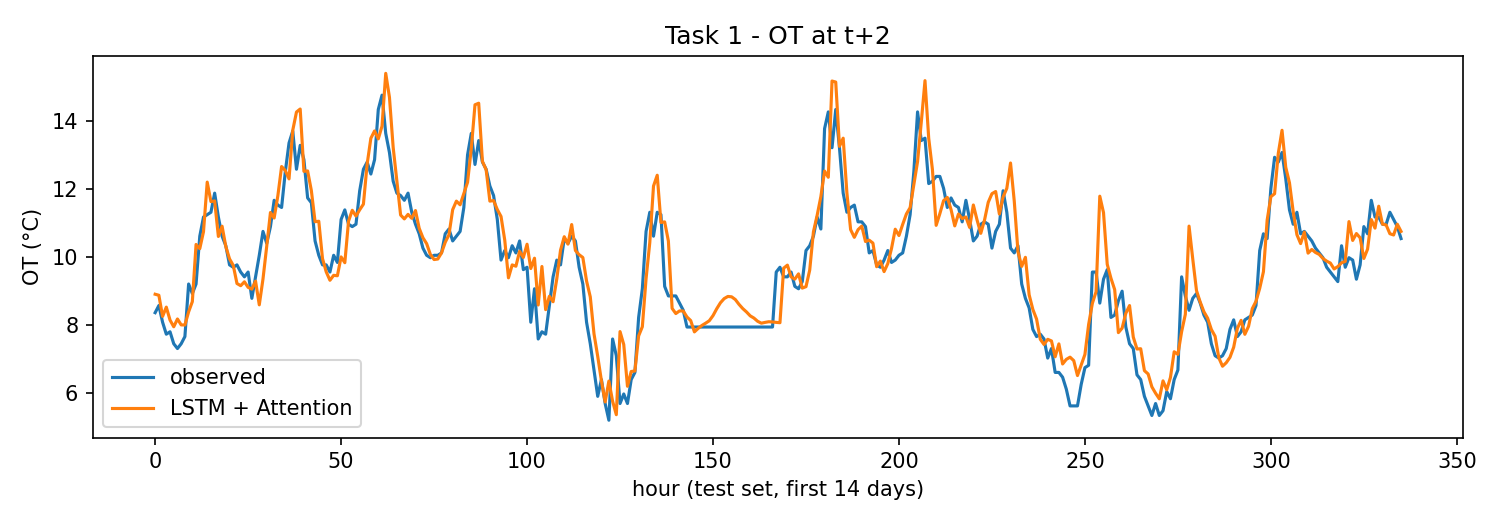 Task 1 - OT at t+2
OT (°C)
14
12
10
8
6
observed
LSTM + Attention
0 50 100 150 200 250 300 350
hour (test set, first 14 days)